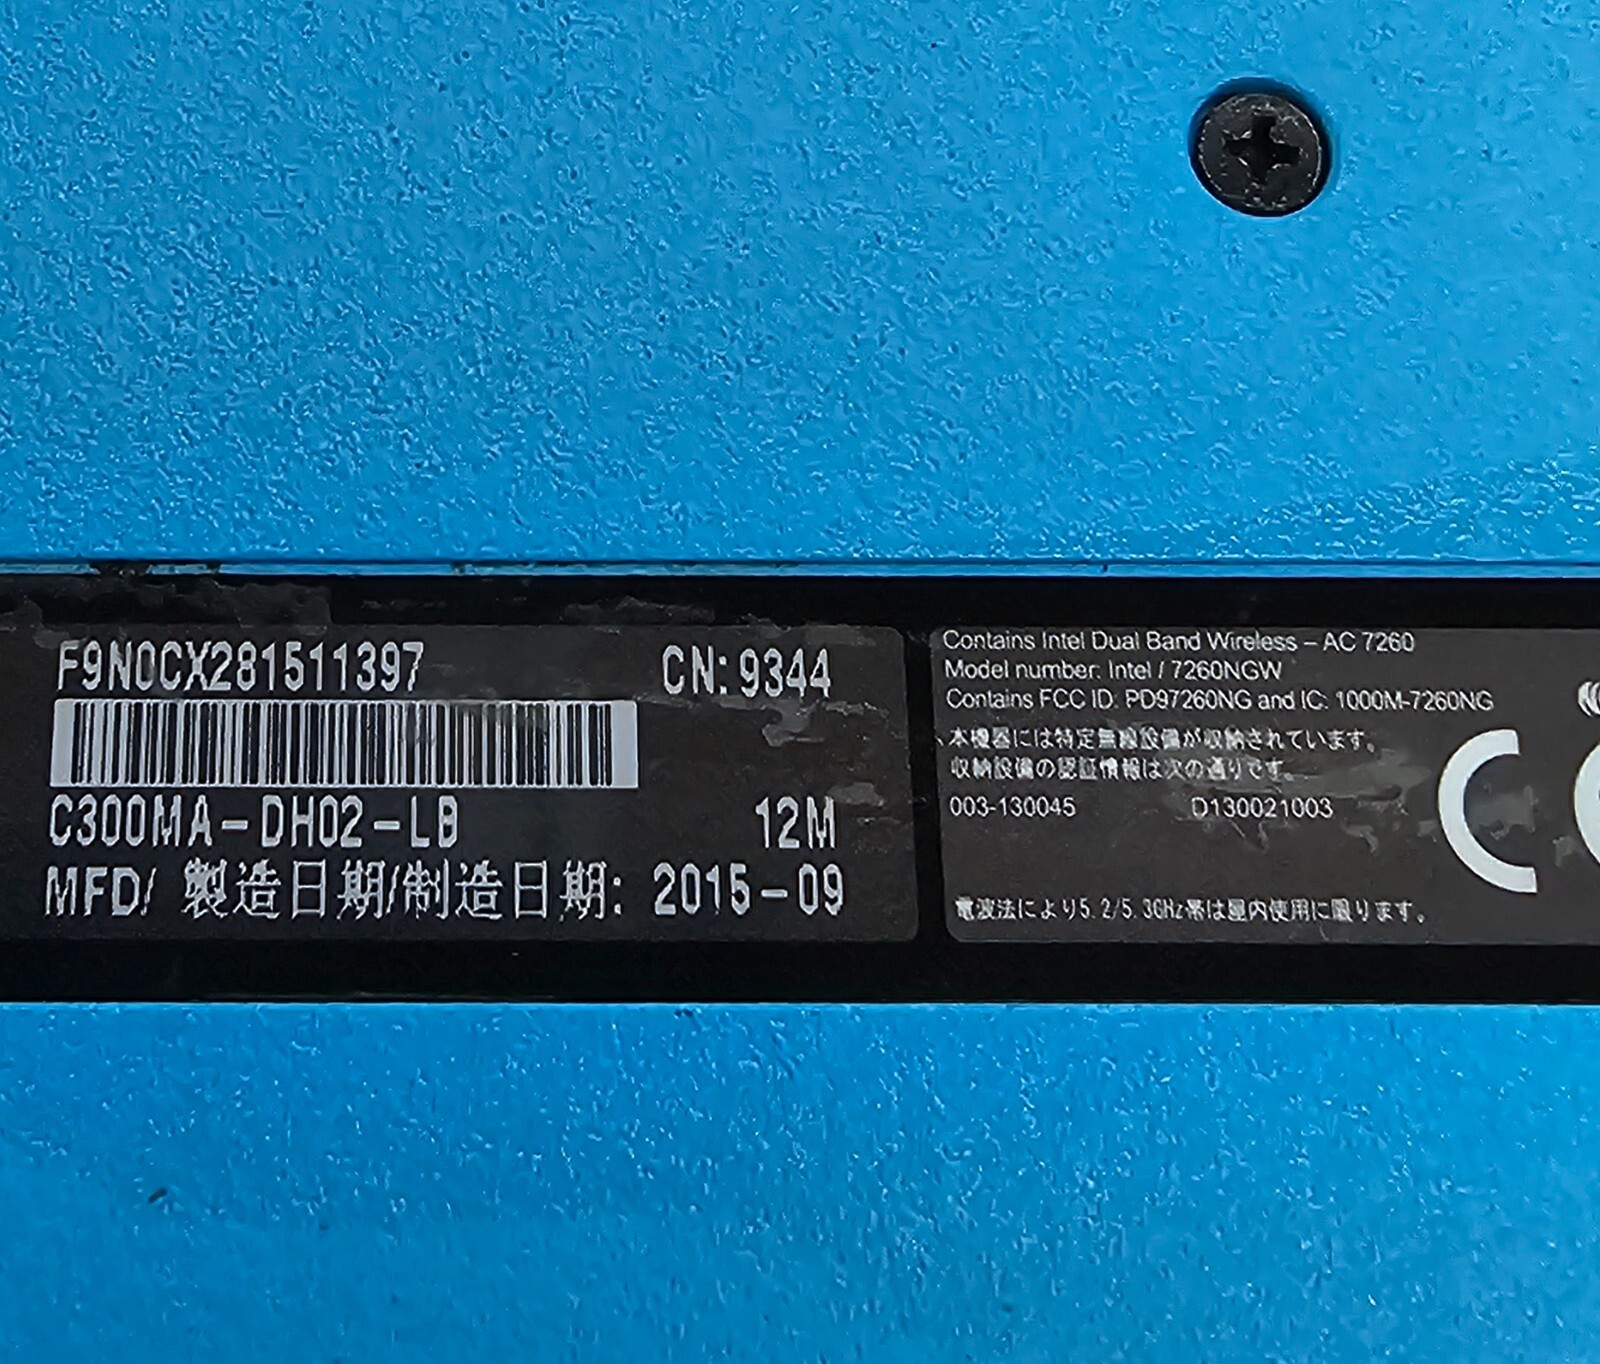 F9N0CX281511397 CN:9344
C300MA-DH02-LB 12M
MFD/ 製造日期/制造日期: 2015-09
Contains Intel Dual Band Wireless – AC 7260
Model number: Intel / 7260NGW
Contains FCC ID: PD97260NG and IC: 1000M-7260NG
本機器には特定無線設備が収納されています。
収納設備の認証情報は次の通りです。
003-130045 D130021003
電波法により5.2/5.3GHz帯は屋内使用に限ります。
CE